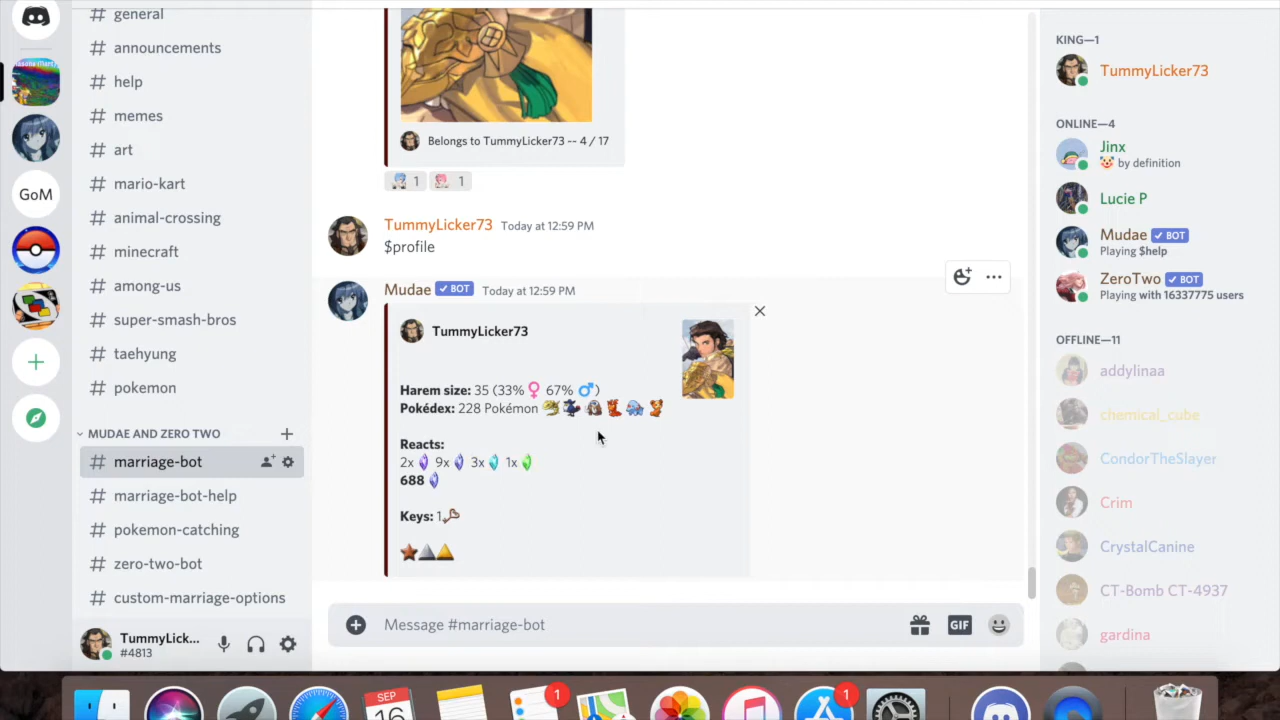 GoM
# general
# announcements
# help
# memes
# art
# mario-kart
# animal-crossing
# minecraft
# among-us
# super-smash-bros
# taehyung
# pokemon
MUDAE AND ZERO TWO
# marriage-bot
# marriage-bot-help
# pokemon-catching
# zero-two-bot
# custom-marriage-options
TummyLick...
#4813
Belongs to TummyLicker73 -- 4 / 17
1 1
TummyLicker73 Today at 12:59 PM
$profile
Mudae BOT Today at 12:59 PM
TummyLicker73
Harem size: 35 (33% ♀ 67% ♂)
Pokédex: 228 Pokémon
Reacts:
2x 9x 3x 1x
688
Keys: 1
Message #marriage-bot
GIF
KING—1
TummyLicker73
ONLINE—4
Jinx
🤡 by definition
Lucie P
Mudae BOT
Playing $help
ZeroTwo BOT
Playing with 16337775 users
OFFLINE—11
addylinaa
chemical_cube
CondorTheSlayer
Crim
CrystalCanine
CT-Bomb CT-4937
gardina
SEP
16
1
1